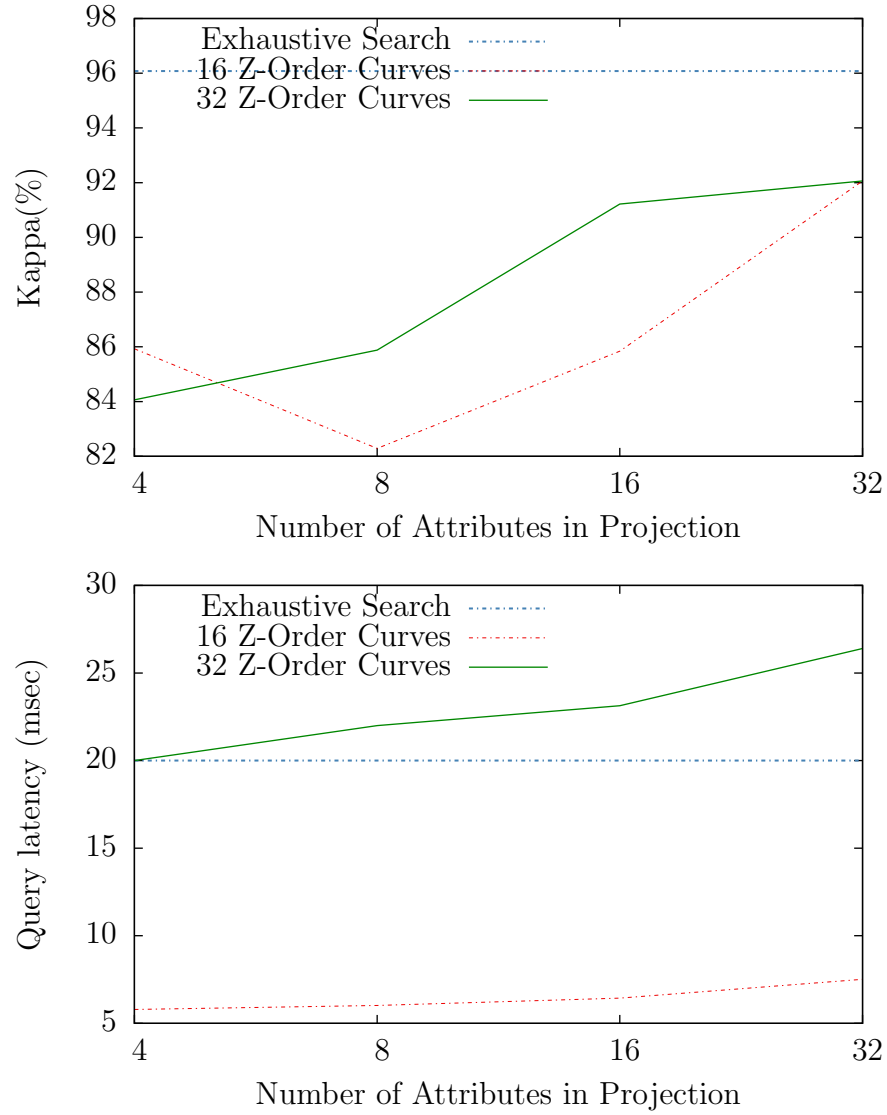 98
96
94
92
90
88
86
84
82
Kappa(%)
Exhaustive Search
16 Z-Order Curves
32 Z-Order Curves
4 8 16 32
Number of Attributes in Projection
30
25
20
15
10
5
Query latency (msec)
Exhaustive Search
16 Z-Order Curves
32 Z-Order Curves
4 8 16 32
Number of Attributes in Projection